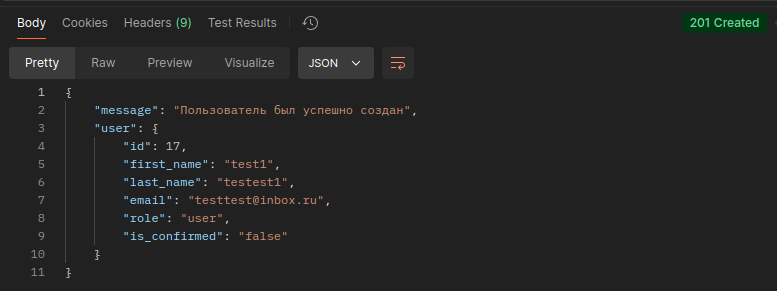 Body Cookies Headers (9) Test Results 201 Created
Pretty Raw Preview Visualize JSON
1 {
2 "message": "Пользователь был успешно создан",
3 "user": {
4 "id": 17,
5 "first_name": "test1",
6 "last_name": "testest1",
7 "email": "testtest@inbox.ru",
8 "role": "user",
9 "is_confirmed": "false"
10 }
11 }